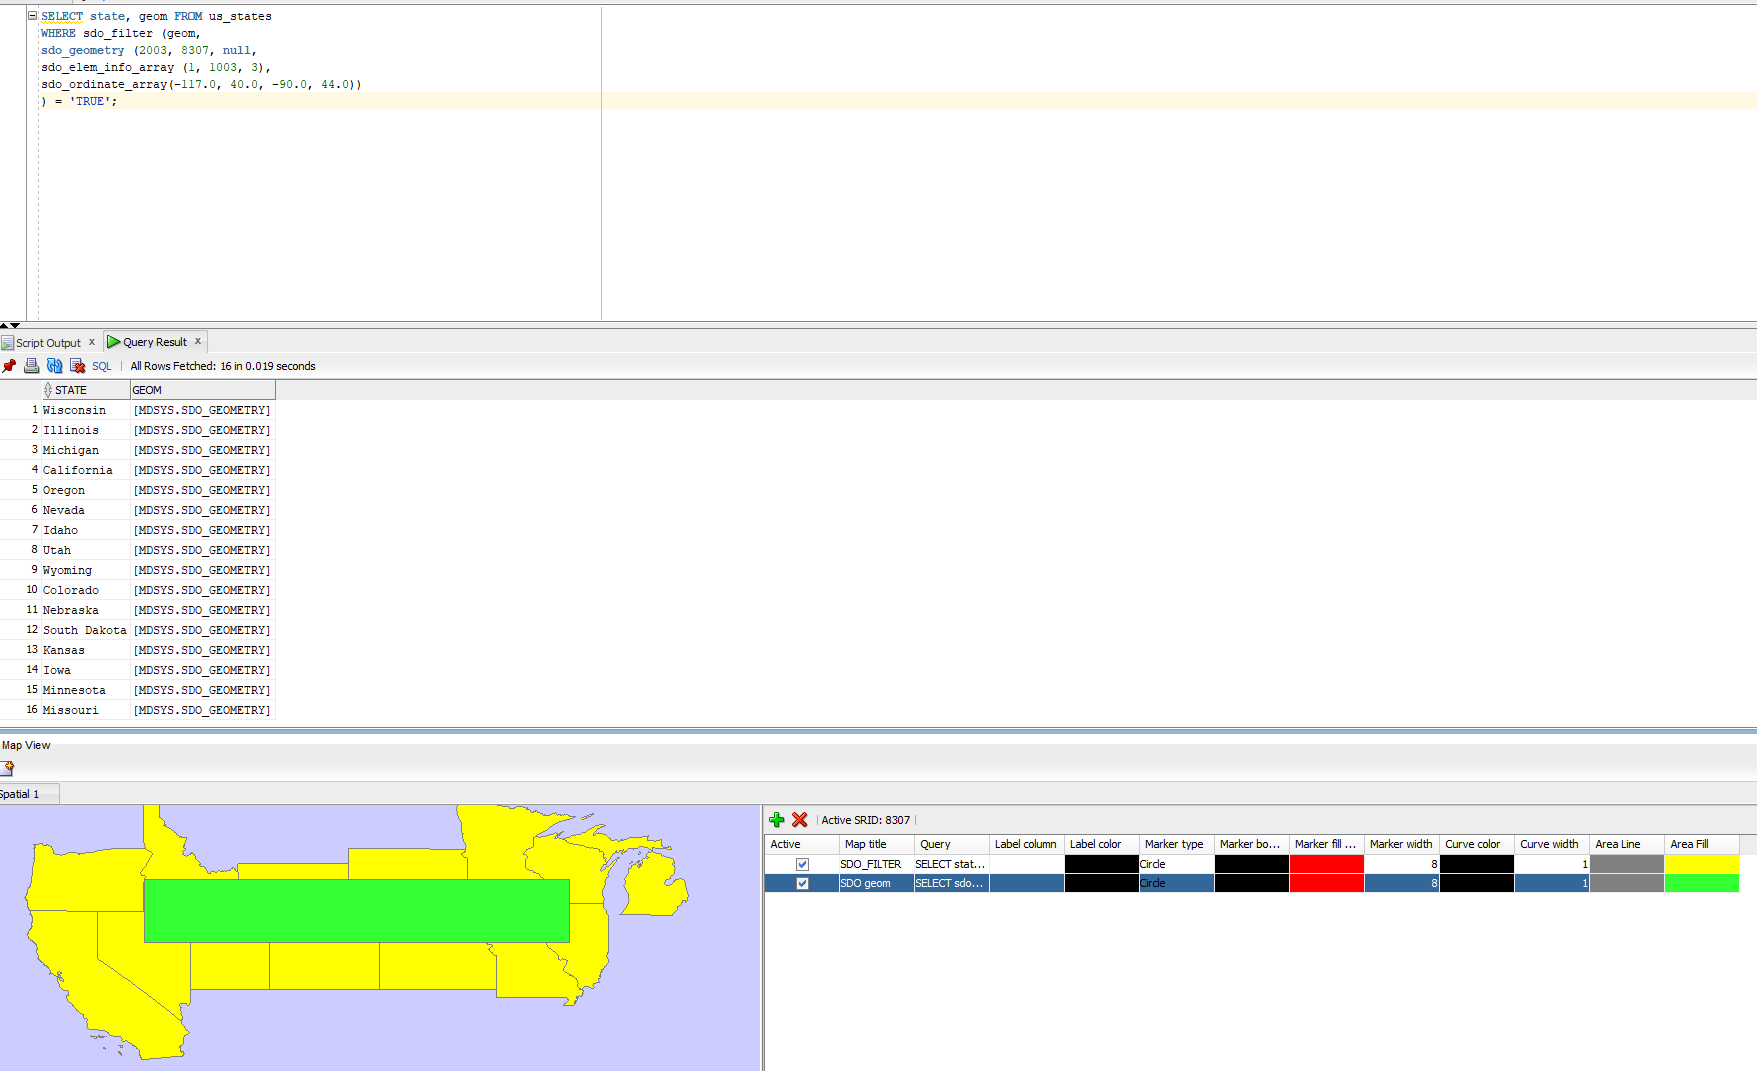 SELECT state, geom FROM us_states
WHERE sdo_filter (geom,
sdo_geometry (2003, 8307, null,
sdo_elem_info_array (1, 1003, 3),
sdo_ordinate_array(-117.0, 40.0, -90.0, 44.0))
) = 'TRUE';
Script Output x Query Result x
SQL All Rows Fetched: 16 in 0.019 seconds
STATE GEOM
1 Wisconsin [MDSYS.SDO_GEOMETRY]
2 Illinois [MDSYS.SDO_GEOMETRY]
3 Michigan [MDSYS.SDO_GEOMETRY]
4 California [MDSYS.SDO_GEOMETRY]
5 Oregon [MDSYS.SDO_GEOMETRY]
6 Nevada [MDSYS.SDO_GEOMETRY]
7 Idaho [MDSYS.SDO_GEOMETRY]
8 Utah [MDSYS.SDO_GEOMETRY]
9 Wyoming [MDSYS.SDO_GEOMETRY]
10 Colorado [MDSYS.SDO_GEOMETRY]
11 Nebraska [MDSYS.SDO_GEOMETRY]
12 South Dakota [MDSYS.SDO_GEOMETRY]
13 Kansas [MDSYS.SDO_GEOMETRY]
14 Iowa [MDSYS.SDO_GEOMETRY]
15 Minnesota [MDSYS.SDO_GEOMETRY]
16 Missouri [MDSYS.SDO_GEOMETRY]
Map View
Spatial 1
Active SRID: 8307
Active Map title Query Label column Label color Marker type Marker bo... Marker fill ... Marker width Curve color Curve width Area Line Area Fill
SDO_FILTER SELECT stat... Circle 8 1
SDO geom SELECT sdo... Circle 8 1